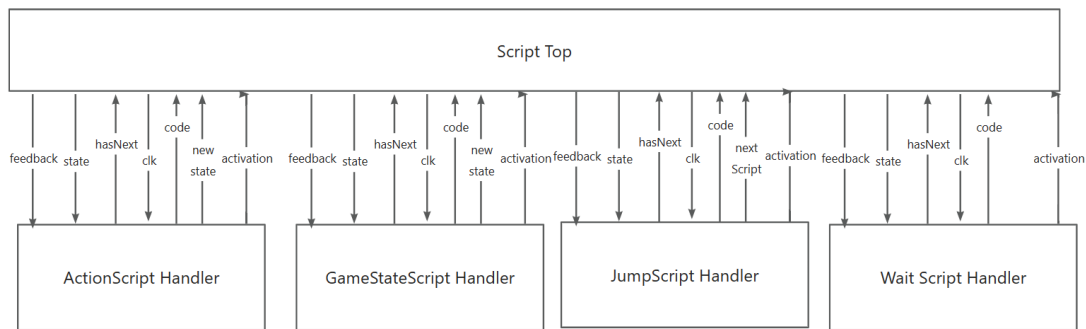 Script Top
feedback
state
hasNext
clk
code
new
state
activation
feedback
state
hasNext
clk
code
new
state
activation
feedback
state
hasNext
clk
code
next
Script
activation
feedback
state
hasNext
clk
code
activation
ActionScript Handler
GameStateScript Handler
JumpScript Handler
Wait Script Handler